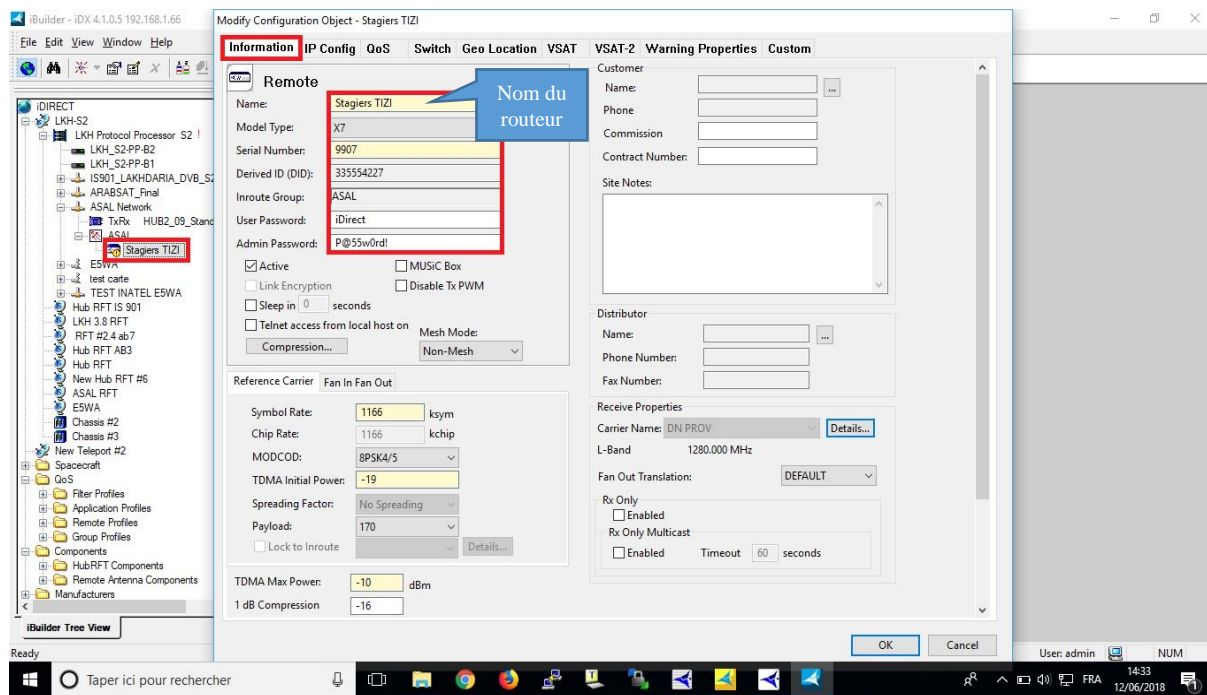 iBuilder - iDX 4.1.0.5 192.168.1.66
File Edit View Window Help
iDIRECT
LKH-S2
LKH Protocol Processor S2 !
LKH_S2-PP-B2
LKH_S2-PP-B1
IS901_LAKHDARIA_DVB_S2
ARABSAT_Final
ASAL Network
TxRx HUB2_09_Stand
ASAL
Stagiers TIZI
E5WA
test carte
TEST INATEL E5WA
Hub RFT IS 901
LKH 3.8 RFT
RFT #2.4 ab7
Hub RFT AB3
Hub RFT
New Hub RFT #6
ASAL RFT
E5WA
Chassis #2
Chassis #3
New Teleport #2
Spacecraft
QoS
Filter Profiles
Application Profiles
Remote Profiles
Group Profiles
Components
HubRFT Components
Remote Antenna Components
Manufacturers
iBuilder Tree View
Ready
Modify Configuration Object - Stagiers TIZI
Information IP Config QoS Switch Geo Location VSAT VSAT-2 Warning Properties Custom
Remote
Name: Stagiers TIZI
Model Type: X7
Serial Number: 9907
Derived ID (DID): 335554227
Inroute Group: ASAL
User Password: iDirect
Admin Password: P@55w0rd!
Nom du
routeur
Active MUSiC Box
Link Encryption Disable Tx PWM
Sleep in 0 seconds
Telnet access from local host on
Mesh Mode:
Compression... Non-Mesh
Reference Carrier Fan In Fan Out
Symbol Rate: 1166 ksym
Chip Rate: 1166 kchip
MODCOD: 8PSK4/5
TDMA Initial Power: -19
Spreading Factor: No Spreading
Payload: 170
Lock to Inroute Details...
TDMA Max Power: -10 dBm
1 dB Compression -16
Customer
Name: ...
Phone
Commission
Contract Number:
Site Notes:
Distributor
Name: ...
Phone Number:
Fax Number:
Receive Properties
Carrier Name: DN PROV Details...
L-Band 1280.000 MHz
Fan Out Translation: DEFAULT
Rx Only
Enabled
Rx Only Multicast
Enabled Timeout 60 seconds
OK Cancel
User: admin NUM
Taper ici pour rechercher
FRA
14:33
12/06/2018